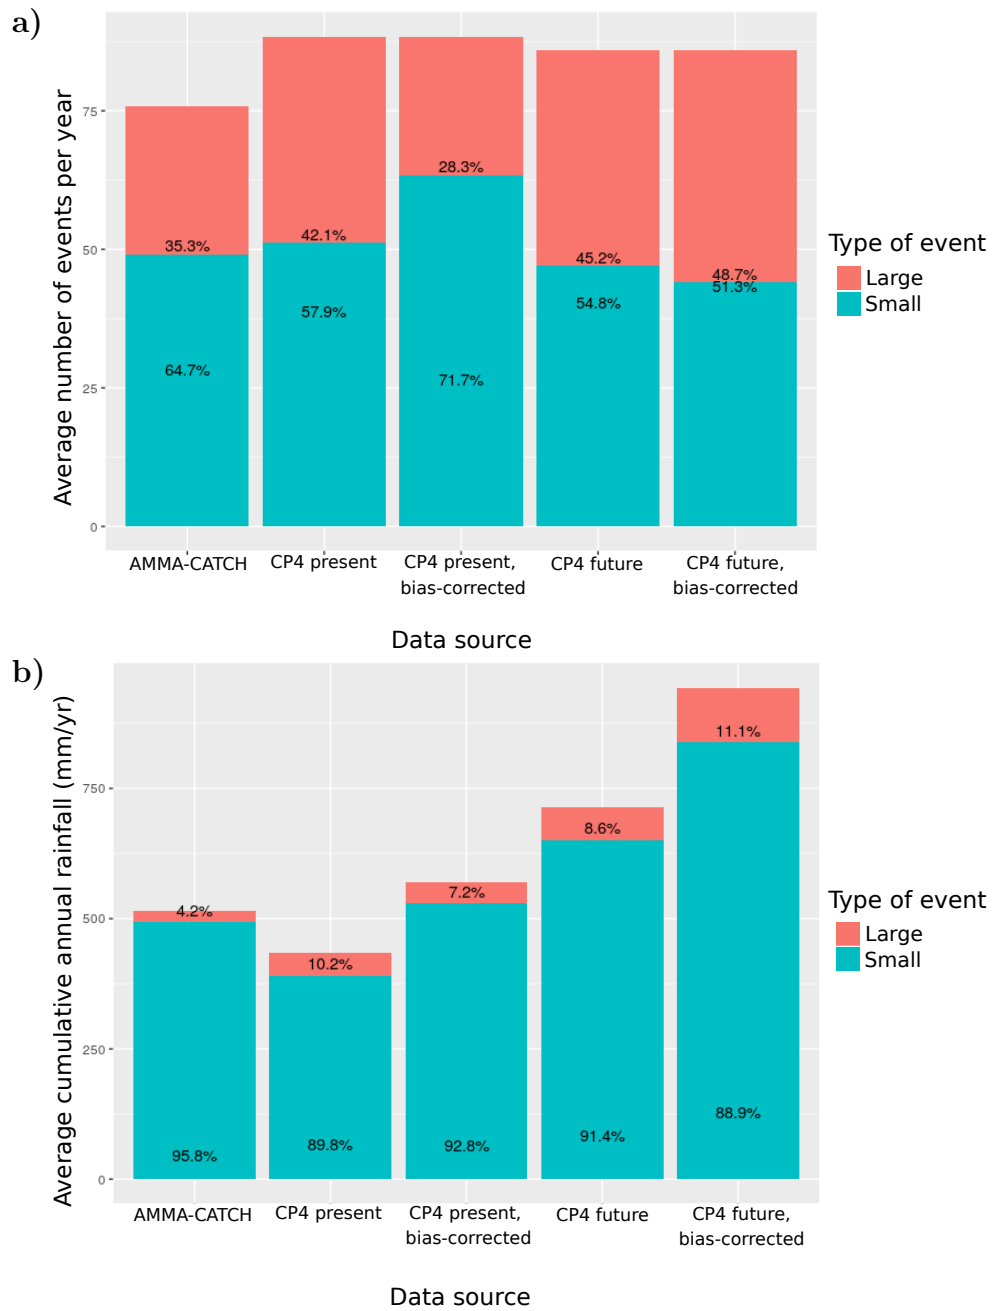 a)
Average number of events per year
75
50
25
0
35.3%
64.7%
42.1%
57.9%
28.3%
71.7%
45.2%
54.8%
48.7%
51.3%
AMMA-CATCH
CP4 present
CP4 present,
bias-corrected
CP4 future
CP4 future,
bias-corrected
Data source
Type of event
Large
Small
b)
Average cumulative annual rainfall (mm/yr)
750
500
250
0
4.2%
95.8%
10.2%
89.8%
7.2%
92.8%
8.6%
91.4%
11.1%
88.9%
AMMA-CATCH
CP4 present
CP4 present,
bias-corrected
CP4 future
CP4 future,
bias-corrected
Data source
Type of event
Large
Small